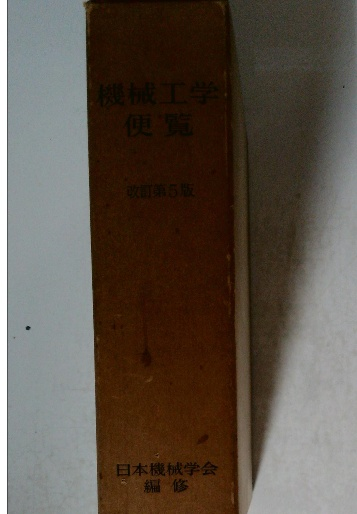 機械工学
便覧
改訂第5版
日本機械学会
編修